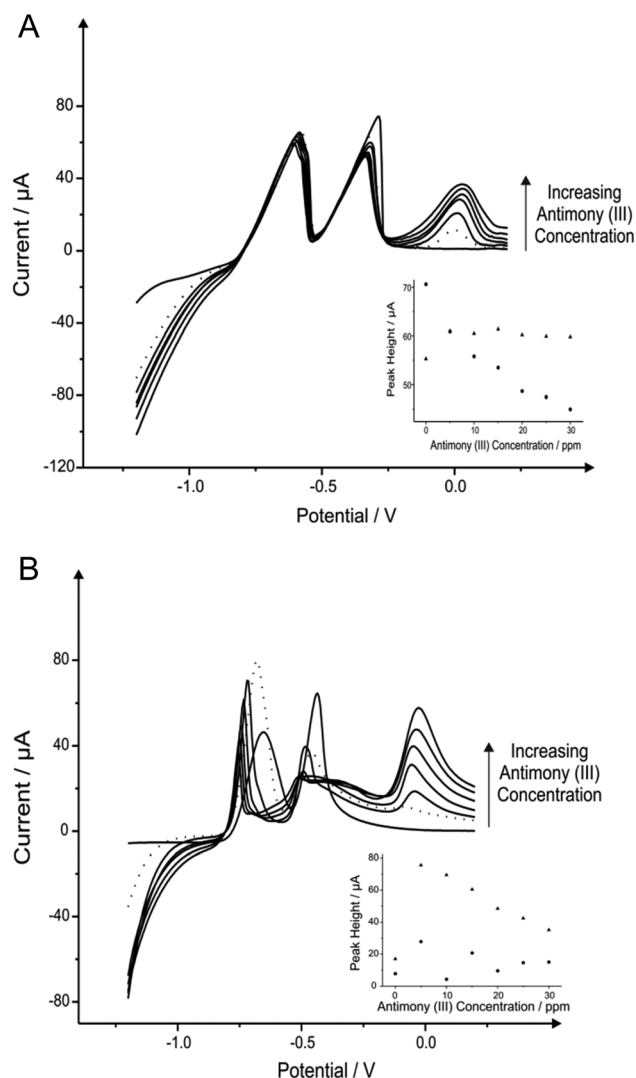 A
Current / µA
80
40
0
-40
-80
-120
-1.0 -0.5 0.0
Potential / V
Increasing
Antimony (III)
Concentration
Peak Height / µA
70
60
50
0 10 15 20 25 30
Antimony (III) Concentration / ppm
B
Current / µA
80
40
0
-40
-80
-1.0 -0.5 0.0
Potential / V
Increasing
Antimony (III)
Concentration
Peak Height / µA
80
60
40
20
0
0 5 10 15 20 25 30
Antimony (III) Concentration / ppm